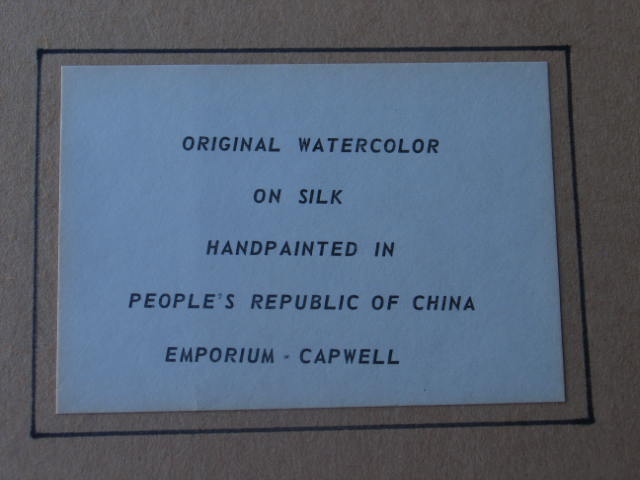 ORIGINAL WATERCOLOR
ON SILK
HANDPAINTED IN
PEOPLE'S REPUBLIC OF CHINA
EMPORIUM - CAPWELL